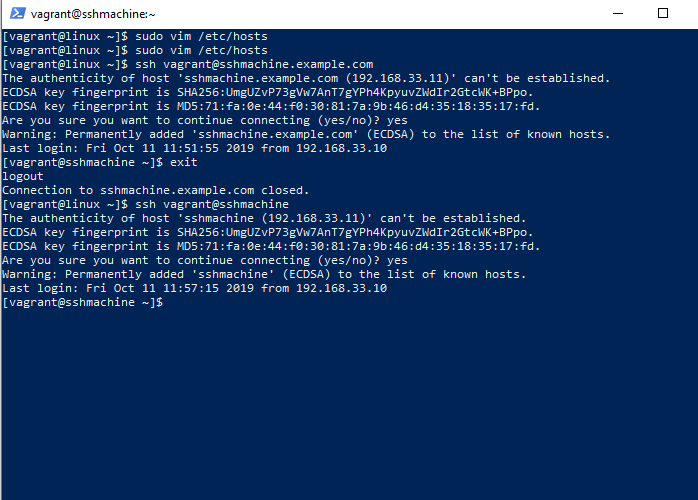 vagrant@sshmachine:~
[vagrant@linux ~]$ sudo vim /etc/hosts
[vagrant@linux ~]$ sudo vim /etc/hosts
[vagrant@linux ~]$ ssh vagrant@sshmachine.example.com
The authenticity of host 'sshmachine.example.com (192.168.33.11)' can't be established.
ECDSA key fingerprint is SHA256:UmgUZvP73gVw7AnT7gYPh4KpyuvZWdIr2GtcWK+BPpo.
ECDSA key fingerprint is MD5:71:fa:0e:44:f0:30:81:7a:9b:46:d4:35:18:35:17:fd.
Are you sure you want to continue connecting (yes/no)? yes
Warning: Permanently added 'sshmachine.example.com' (ECDSA) to the list of known hosts.
Last login: Fri Oct 11 11:51:55 2019 from 192.168.33.10
[vagrant@sshmachine ~]$ exit
logout
Connection to sshmachine.example.com closed.
[vagrant@linux ~]$ ssh vagrant@sshmachine
The authenticity of host 'sshmachine (192.168.33.11)' can't be established.
ECDSA key fingerprint is SHA256:UmgUZvP73gVw7AnT7gYPh4KpyuvZWdIr2GtcWK+BPpo.
ECDSA key fingerprint is MD5:71:fa:0e:44:f0:30:81:7a:9b:46:d4:35:18:35:17:fd.
Are you sure you want to continue connecting (yes/no)? yes
Warning: Permanently added 'sshmachine' (ECDSA) to the list of known hosts.
Last login: Fri Oct 11 11:57:15 2019 from 192.168.33.10
[vagrant@sshmachine ~]$